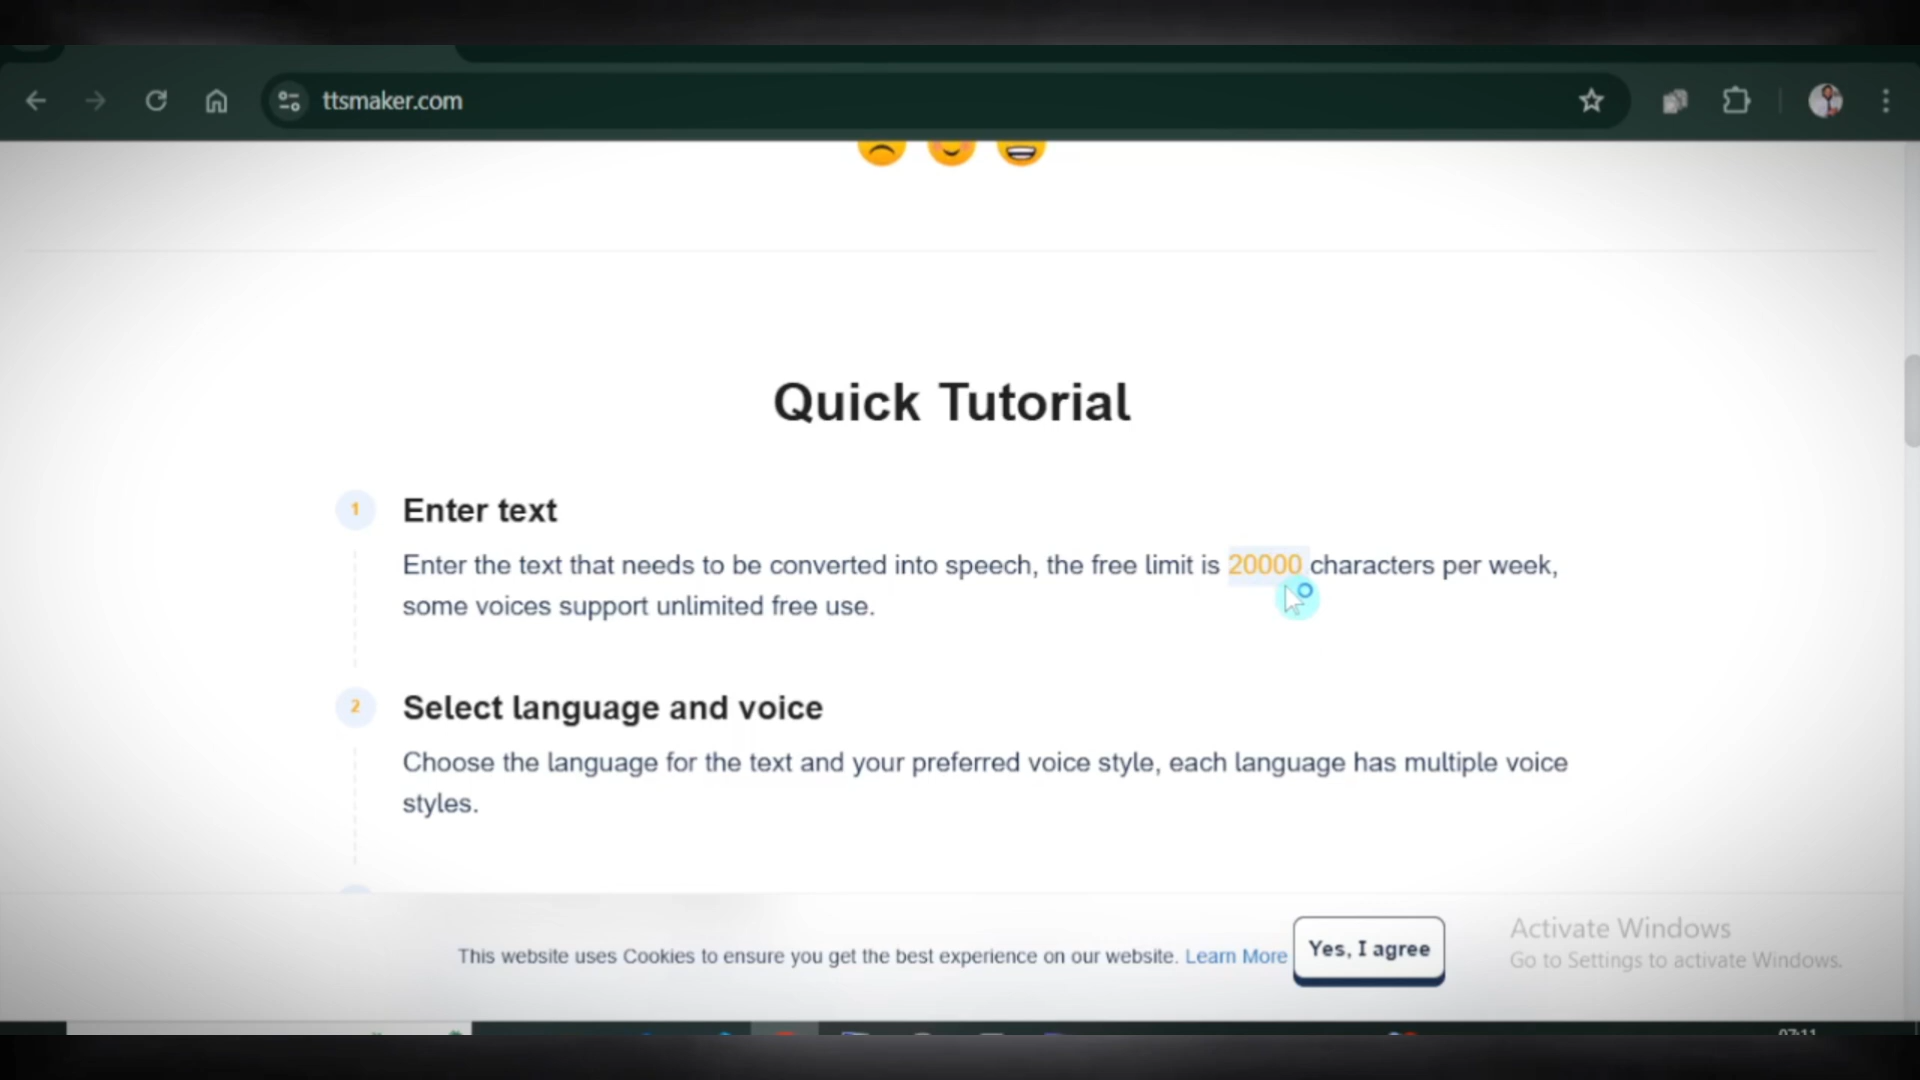 ttsmaker.com
Quick Tutorial
1
Enter text
Enter the text that needs to be converted into speech, the free limit is 20000 characters per week,
some voices support unlimited free use.
2
Select language and voice
Choose the language for the text and your preferred voice style, each language has multiple voice
styles.
This website uses Cookies to ensure you get the best experience on our website. Learn More
Yes, I agree
Activate Windows
Go to Settings to activate Windows.